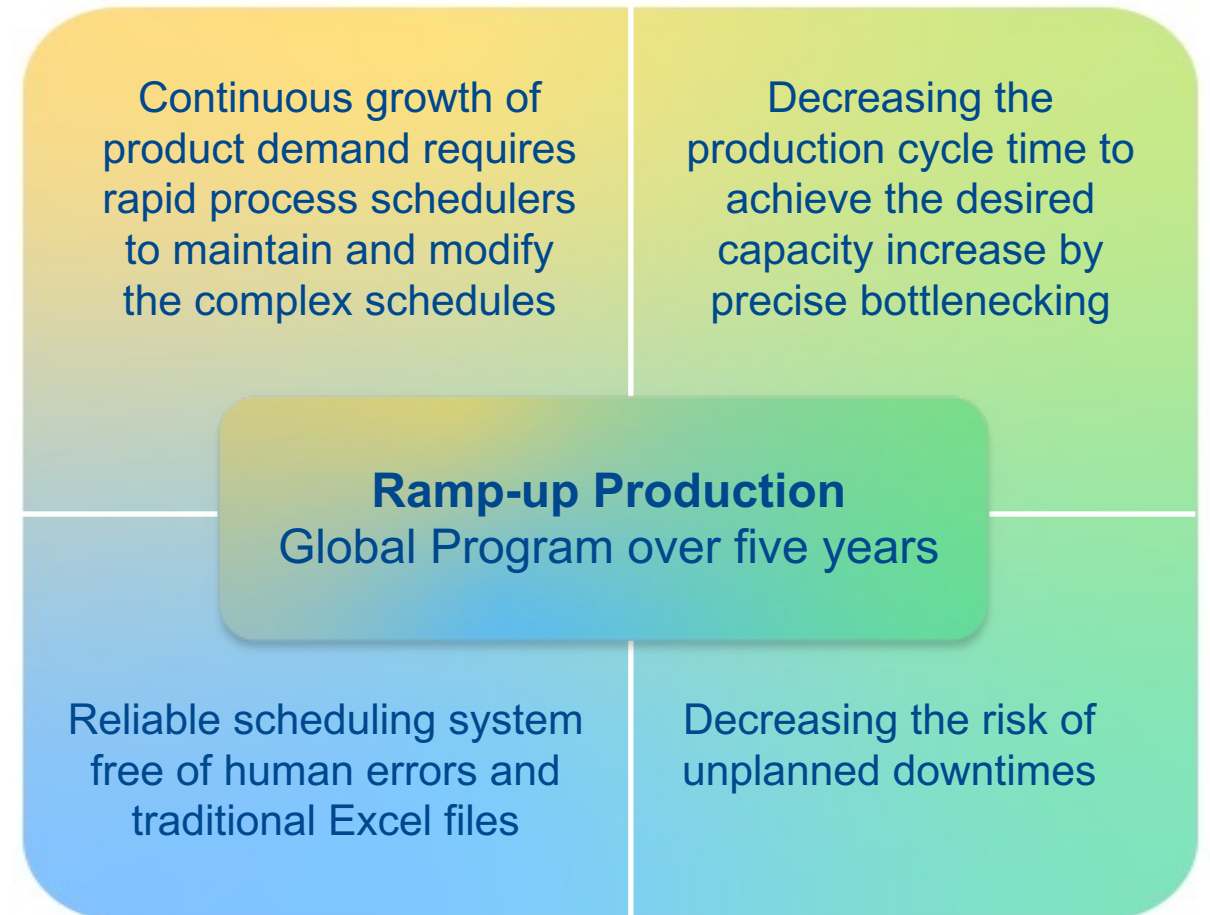 Continuous growth of
product demand requires
rapid process schedulers
to maintain and modify
the complex schedules
Decreasing the
production cycle time to
achieve the desired
capacity increase by
precise bottlenecking
Ramp-up Production
Global Program over five years
Reliable scheduling system
free of human errors and
traditional Excel files
Decreasing the risk of
unplanned downtimes